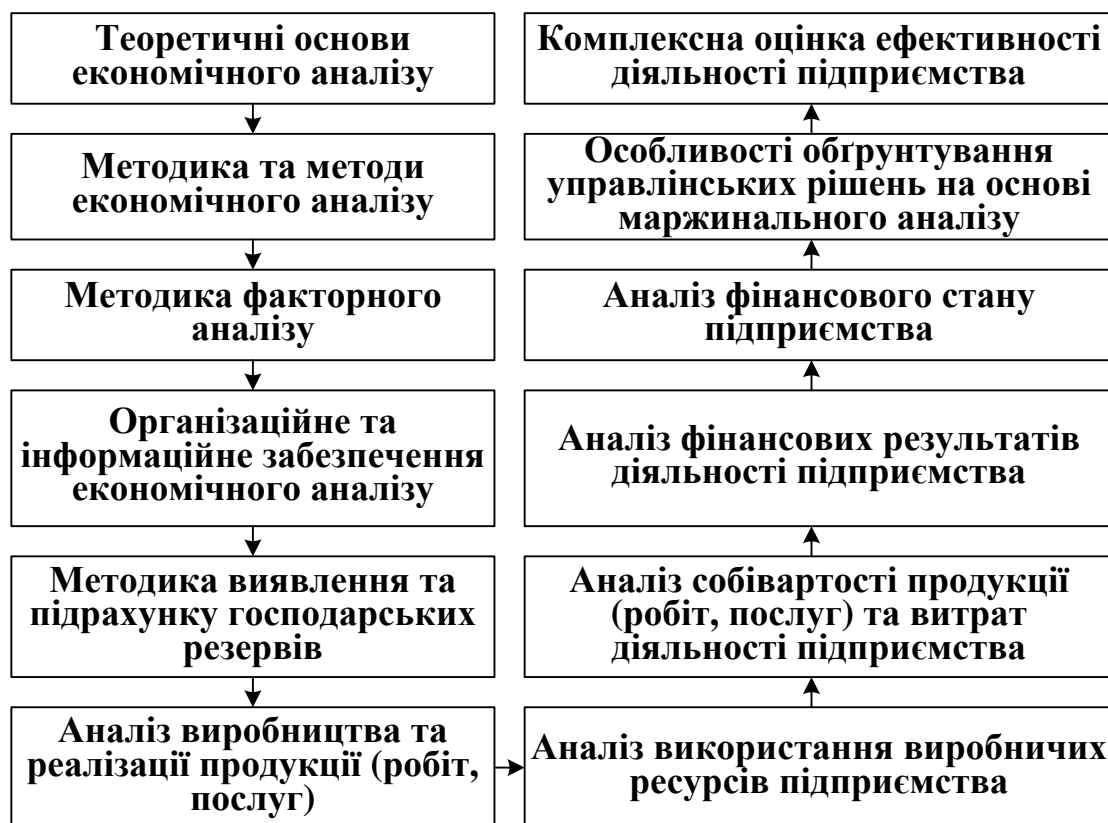 Теоретичні основи
економічного аналізу
Методика та методи
економічного аналізу
Методика факторного
аналізу
Організаційне та
інформаційне забезпечення
економічного аналізу
Методика виявлення та
підрахунку господарських
резервів
Аналіз виробництва та
реалізації продукції (робіт,
послуг)
Аналіз використання виробничих
ресурсів підприємства
Аналіз собівартості продукції
(робіт, послуг) та витрат
діяльності підприємства
Аналіз фінансових результатів
діяльності підприємства
Аналіз фінансового стану
підприємства
Особливості обґрунтування
управлінських рішень на основі
маржинального аналізу
Комплексна оцінка ефективності
діяльності підприємства